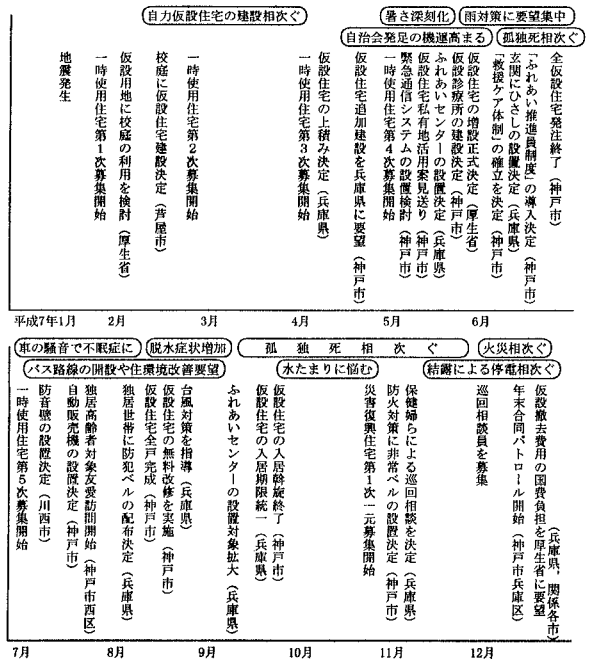 自力仮設住宅の建設相次ぐ
暑さ深刻化
雨対策に要望集中
自治会発足の機運高まる
孤独死相次ぐ
地震発生
一時使用住宅第1次募集開始
仮設用地に校庭の利用を検討（厚生省）
校庭に仮設住宅建設決定（芦屋市）
一時使用住宅第2次募集開始
一時使用住宅第3次募集開始
仮設住宅の上積み決定（兵庫県）
仮設住宅追加建設を兵庫県に要望（神戸市）
一時使用住宅第4次募集開始
緊急通信システムの設置検討（神戸市）
仮設住宅私有地活用案見送り（神戸市）
ふれあいセンターの設置決定（兵庫県）
仮設診療所の建設決定（神戸市）
仮設住宅の増設正式決定（厚生省）
「救援ケア体制」の確立を決定（神戸市）
玄関にひさしの設置決定（兵庫県）
「ふれあい推進員制度」の導入決定（神戸市）
全仮設住宅発注終了（神戸市）
平成7年1月
2月
3月
4月
5月
6月
車の騒音で不眠症に
脱水症状増加
孤独死相次ぐ
火災相次ぐ
バス路線の開設や住環境改善要望
水たまりに悩む
結露による停電相次ぐ
一時使用住宅第5次募集開始
防音壁の設置決定（川西市）
自動販売機の設置決定（神戸市）
独居高齢者対象友愛訪問開始（神戸市西区）
独居世帯に防犯ベルの配布決定（兵庫県）
仮設住宅全戸完成（神戸市）
仮設住宅の無料改修を実施（神戸市）
台風対策を指導（兵庫県）
ふれあいセンターの設置対象拡大（兵庫県）
仮設住宅の入居期限統一（兵庫県）
仮設住宅の入居斡旋終了（神戸市）
災害復興住宅第1次一元募集開始
防火対策に非常ベルの設置決定（神戸市）
保健婦らによる巡回相談を決定（兵庫県）
巡回相談員を募集
年末合同パトロール開始（神戸市兵庫区）
仮設撤去費用の国費負担を厚生省に要望
（兵庫県，関係各市）
7月
8月
9月
10月
11月
12月